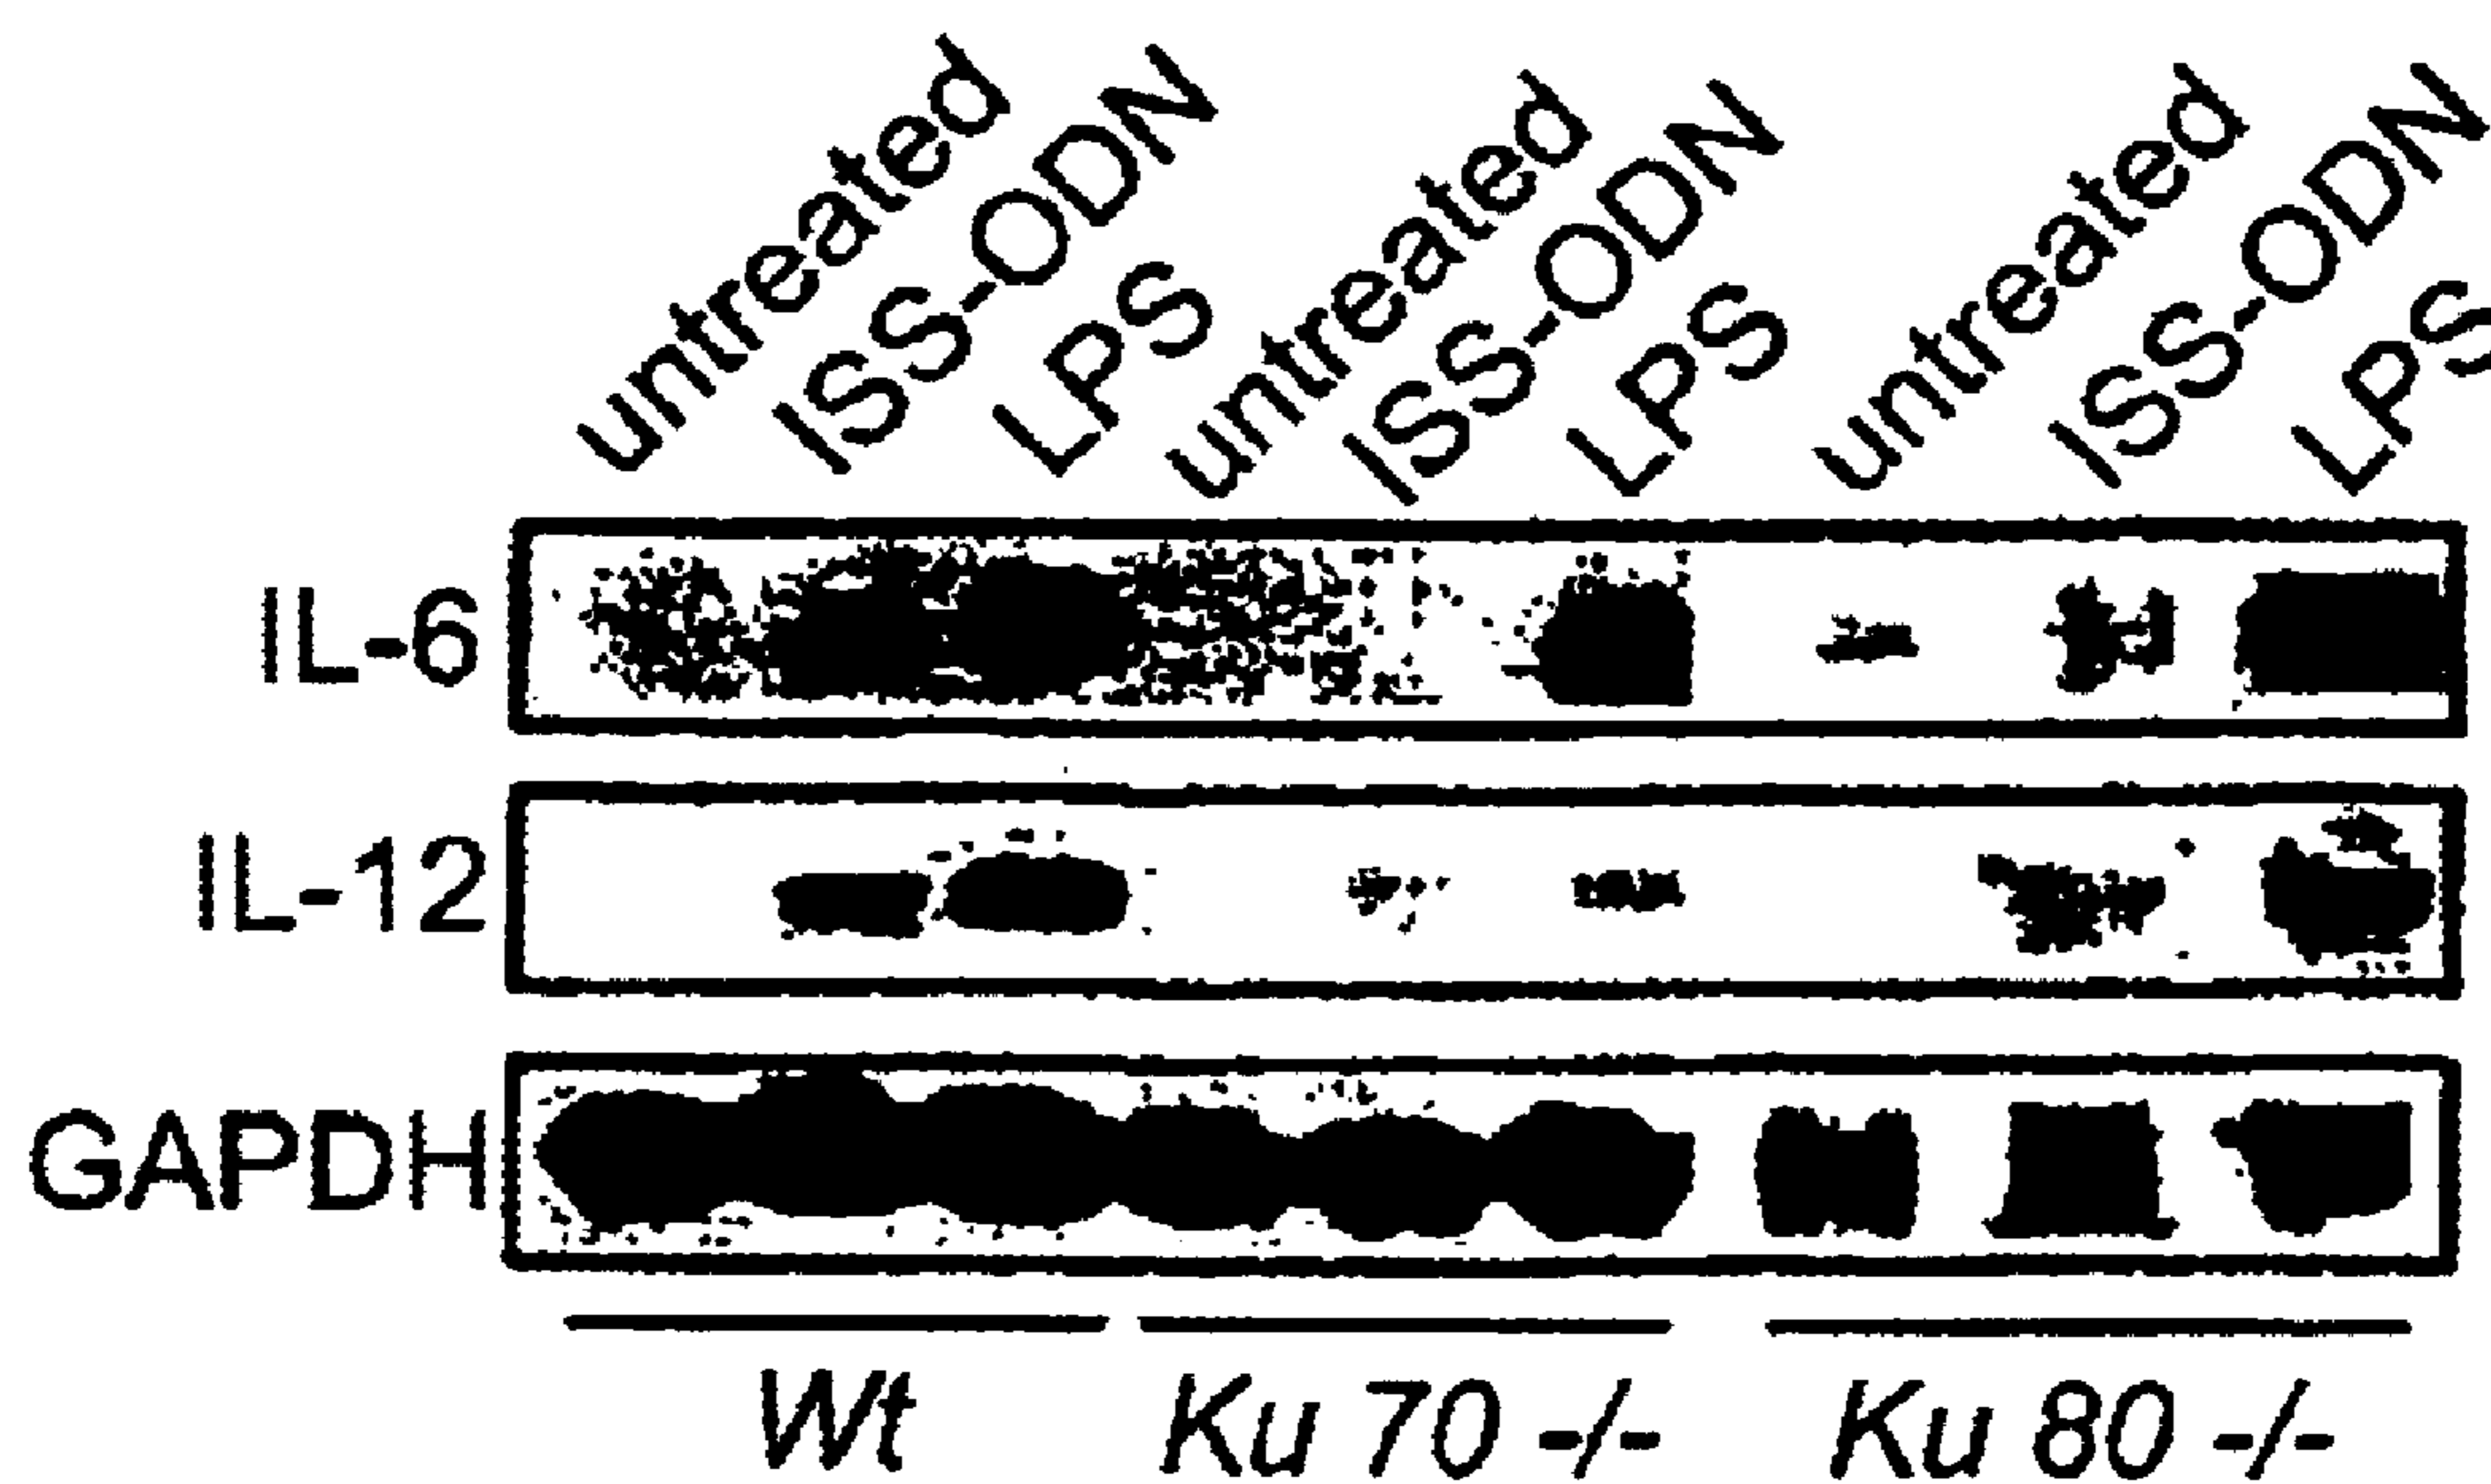 untreated
ISS-ODN
LPS
untreated
ISS-ODN
LPS
untreated
ISS-ODN
LPS
IL-6
IL-12
GAPDH
Wt Ku 70 -/- Ku 80 -/-